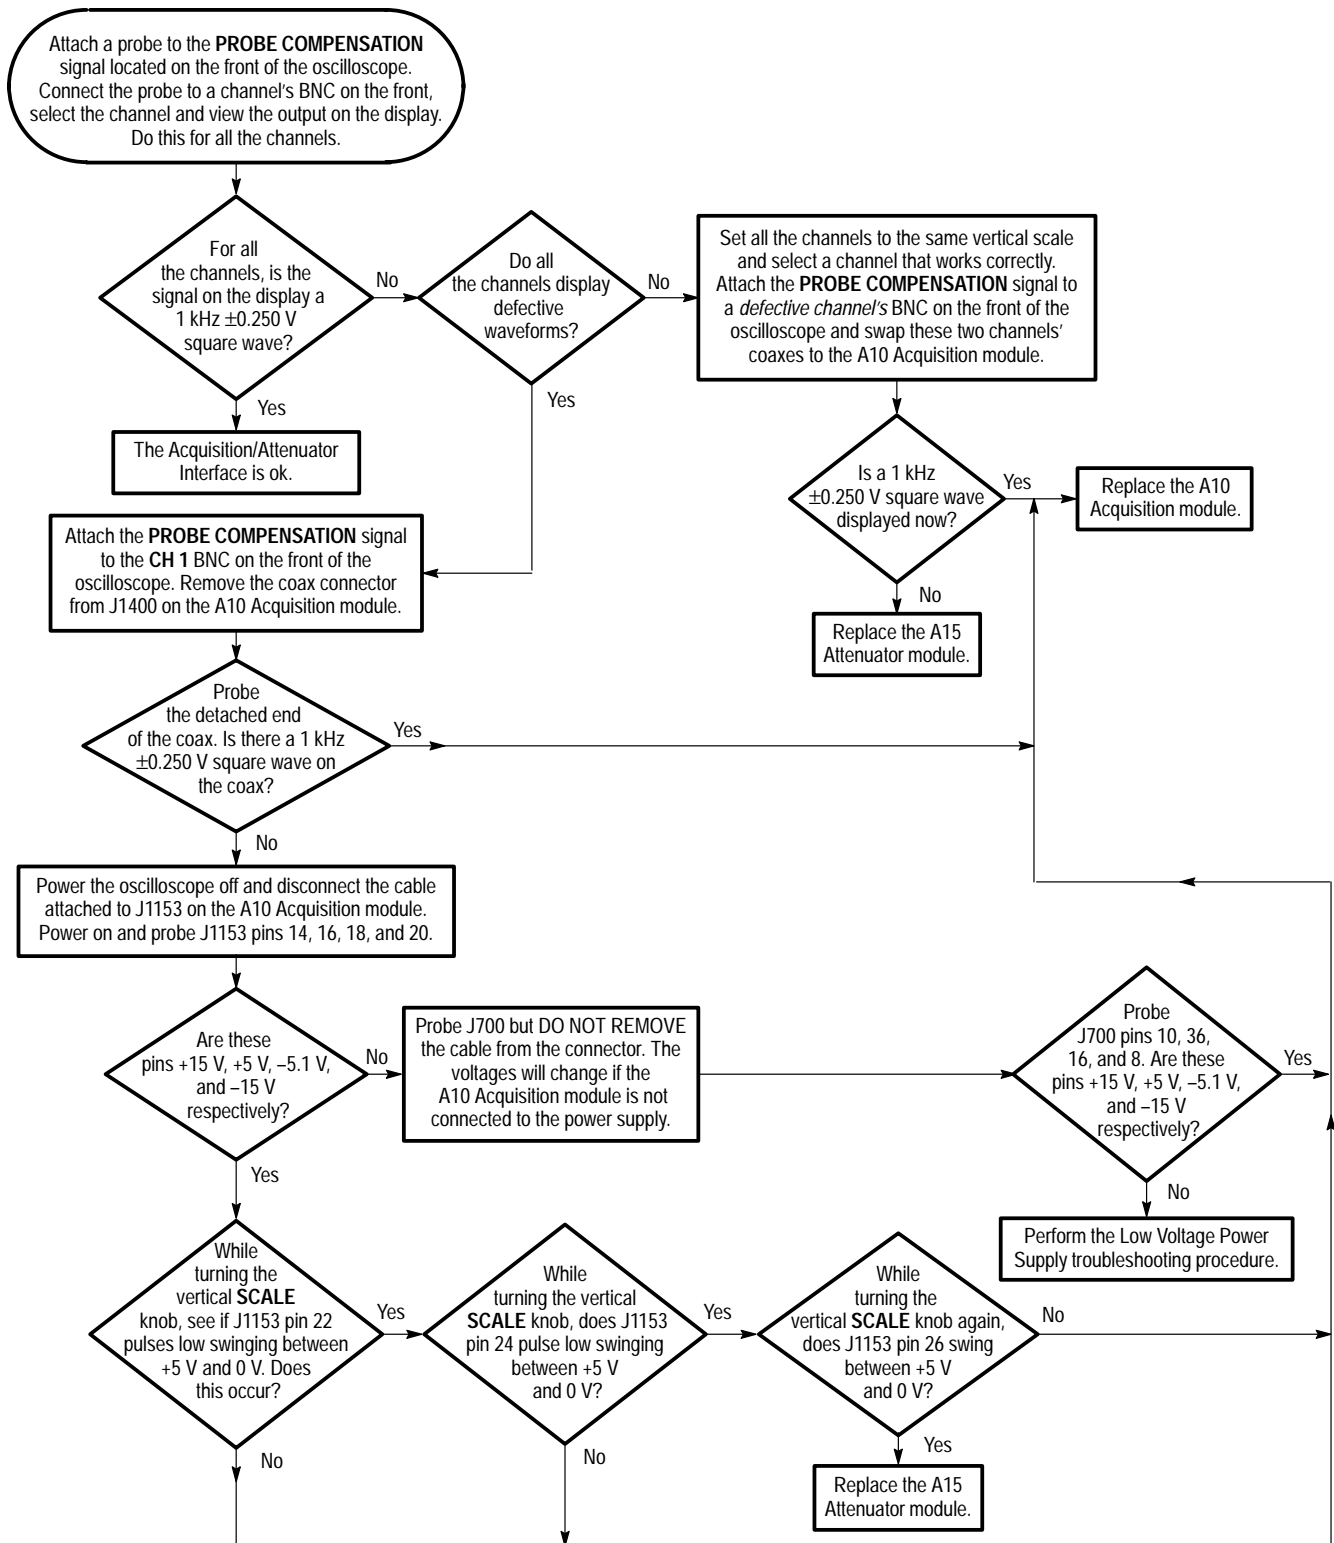 Attach a probe to the PROBE COMPENSATION
signal located on the front of the oscilloscope.
Connect the probe to a channel's BNC on the front,
select the channel and view the output on the display.
Do this for all the channels.
For all
the channels, is the
signal on the display a
1 kHz ±0.250 V
square wave?
No
Yes
The Acquisition/Attenuator
Interface is ok.
Do all
the channels display
defective
waveforms?
No
Yes
Set all the channels to the same vertical scale
and select a channel that works correctly.
Attach the PROBE COMPENSATION signal to
a defective channel's BNC on the front of the
oscilloscope and swap these two channels'
coaxes to the A10 Acquisition module.
Is a 1 kHz
±0.250 V square wave
displayed now?
Yes
Replace the A10
Acquisition module.
No
Replace the A15
Attenuator module.
Attach the PROBE COMPENSATION signal
to the CH 1 BNC on the front of the
oscilloscope. Remove the coax connector
from J1400 on the A10 Acquisition module.
Probe
the detached end
of the coax. Is there a 1 kHz
±0.250 V square wave on
the coax?
Yes
No
Power the oscilloscope off and disconnect the cable
attached to J1153 on the A10 Acquisition module.
Power on and probe J1153 pins 14, 16, 18, and 20.
Are these
pins +15 V, +5 V, –5.1 V,
and –15 V
respectively?
No
Yes
Probe J700 but DO NOT REMOVE
the cable from the connector. The
voltages will change if the
A10 Acquisition module is not
connected to the power supply.
Probe
J700 pins 10, 36,
16, and 8. Are these
pins +15 V, +5 V, –5.1 V,
and –15 V
respectively?
Yes
No
Perform the Low Voltage Power
Supply troubleshooting procedure.
While
turning the
vertical SCALE
knob, see if J1153 pin 22
pulses low swinging between
+5 V and 0 V. Does
this occur?
Yes
No
While
turning the vertical
SCALE knob, does J1153
pin 24 pulse low swinging
between +5 V
and 0 V?
Yes
No
While
turning the
vertical SCALE knob again,
does J1153 pin 26 swing
between +5 V
and 0 V?
No
Yes
Replace the A15
Attenuator module.